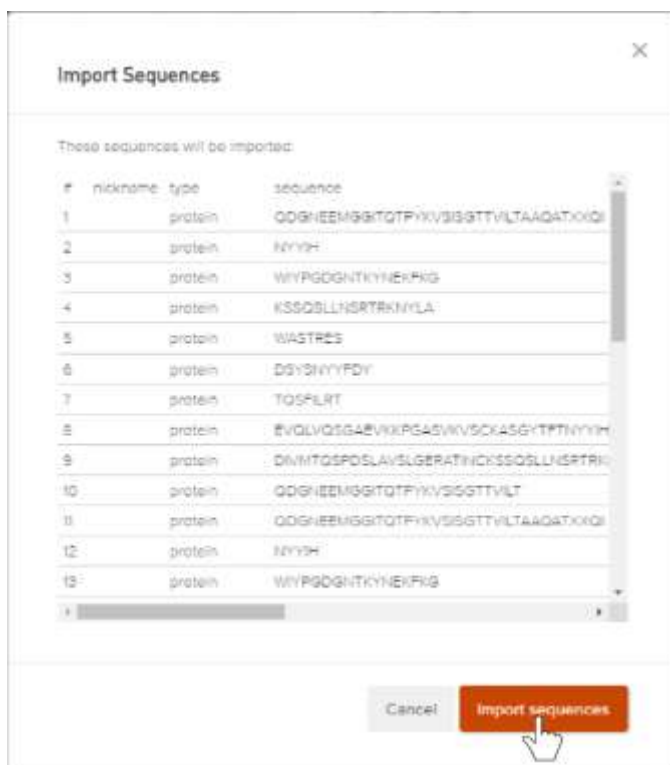 Import Sequences
These sequences will be imported:
# nickname type sequence
1 protein QDGNEEMGGITQTPYKVSISGTTVILTAAQATXXQI
2 protein NYYIH
3 protein WIYPGDGNTKYNEKFKG
4 protein KSSQSLLNSRTRKNYLA
5 protein WASTRES
6 protein DSYSNYYFDY
7 protein TQSFILRT
8 protein EVQLVQSGAEVKKPGASVKVSCKASGYTFTNYYIH
9 protein DIVMTQSPDSLAVSLGERATINCKSSQSLLNSRTRK
10 protein QDGNEEMGGITQTPYKVSISGTTVILT
11 protein QDGNEEMGGITQTPYKVSISGTTVILTAAQATXXQI
12 protein NYYIH
13 protein WIYPGDGNTKYNEKFKG
Cancel Import sequences